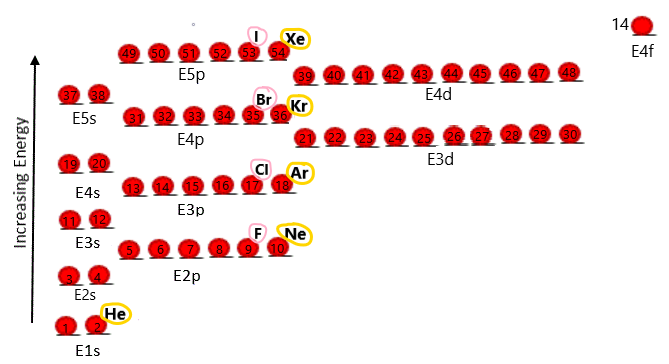 14
E4f
I
Xe
49 50 51 52 53 54
E5p
39 40 41 42 43 44 45 46 47 48
E4d
37 38
E5s
Br
Kr
31 32 33 34 35 36
E4p
21 22 23 24 25 26 27 28 29 30
E3d
19 20
E4s
Cl
Ar
13 14 15 16 17 18
E3p
11 12
E3s
F
Ne
5 6 7 8 9 10
E2p
3 4
E2s
He
1 2
E1s
Increasing Energy